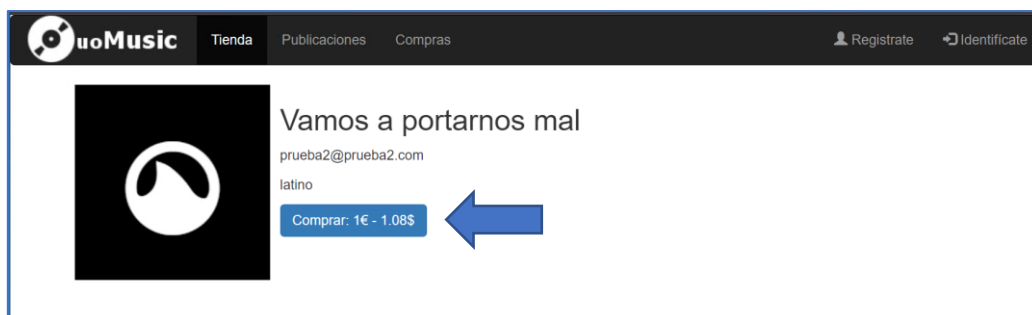 uoMusic Tienda Publicaciones Compras Registrate Identifícate
Vamos a portarnos mal
prueba2@prueba2.com
latino
Comprar: 1€ - 1.08$